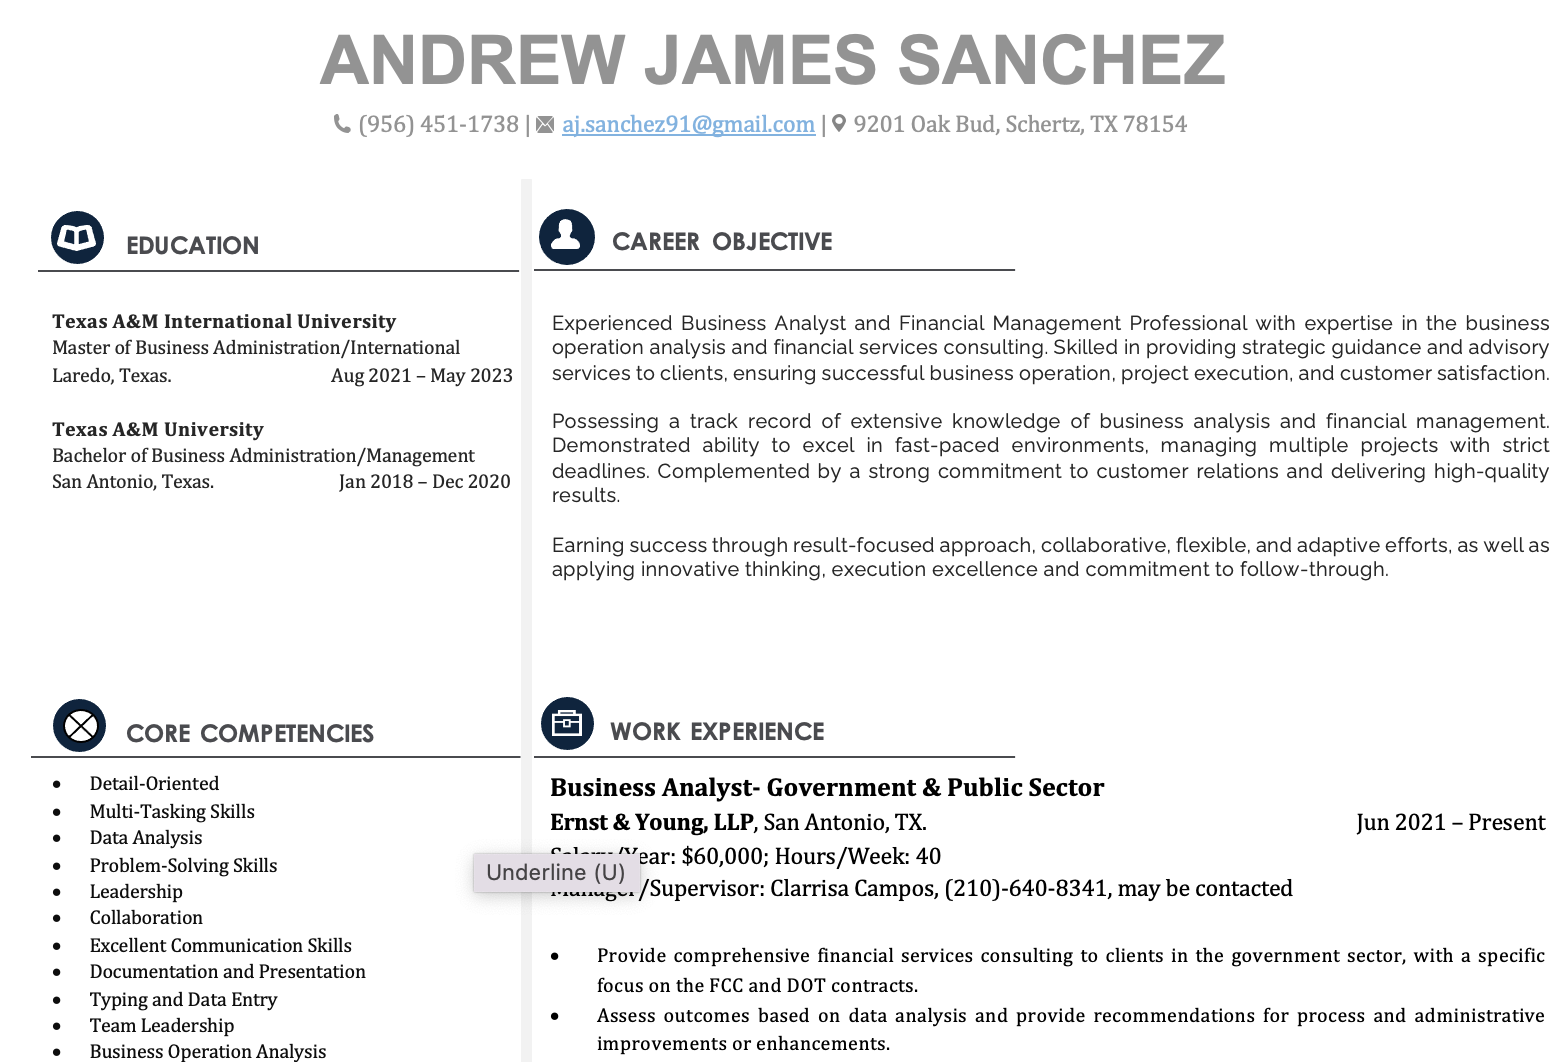 ANDREW JAMES SANCHEZ
(956) 451-1738 | aj.sanchez91@gmail.com | 9201 Oak Bud, Schertz, TX 78154
EDUCATION
Texas A&M International University
Master of Business Administration/International
Laredo, Texas. Aug 2021 – May 2023
Texas A&M University
Bachelor of Business Administration/Management
San Antonio, Texas. Jan 2018 – Dec 2020
CAREER OBJECTIVE
Experienced Business Analyst and Financial Management Professional with expertise in the business
operation analysis and financial services consulting. Skilled in providing strategic guidance and advisory
services to clients, ensuring successful business operation, project execution, and customer satisfaction.
Possessing a track record of extensive knowledge of business analysis and financial management.
Demonstrated ability to excel in fast-paced environments, managing multiple projects with strict
deadlines. Complemented by a strong commitment to customer relations and delivering high-quality
results.
Earning success through result-focused approach, collaborative, flexible, and adaptive efforts, as well as
applying innovative thinking, execution excellence and commitment to follow-through.
CORE COMPETENCIES
• Detail-Oriented
• Multi-Tasking Skills
• Data Analysis
• Problem-Solving Skills
• Leadership
• Collaboration
• Excellent Communication Skills
• Documentation and Presentation
• Typing and Data Entry
• Team Leadership
• Business Operation Analysis
WORK EXPERIENCE
Business Analyst- Government & Public Sector
Ernst & Young, LLP, San Antonio, TX. Jun 2021 – Present
Salary/Year: $60,000; Hours/Week: 40
Underline (U)
Manager/Supervisor: Clarrisa Campos, (210)-640-8341, may be contacted
• Provide comprehensive financial services consulting to clients in the government sector, with a specific
focus on the FCC and DOT contracts.
• Assess outcomes based on data analysis and provide recommendations for process and administrative
improvements or enhancements.